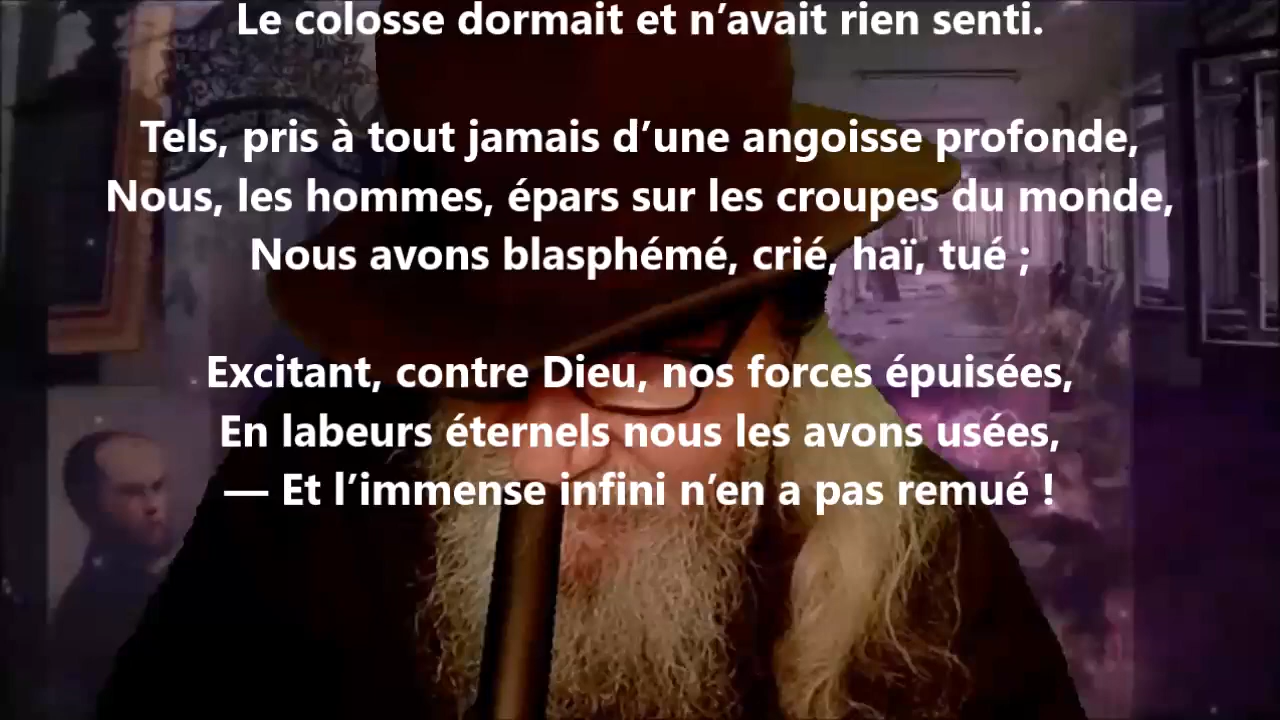 Le colosse dormait et n’avait rien senti.
Tels, pris à tout jamais d’une angoisse profonde,
Nous, les hommes, épars sur les croupes du monde,
Nous avons blasphémé, crié, haï, tué ;
Excitant, contre Dieu, nos forces épuisées,
En labeurs éternels nous les avons usées,
— Et l’immense infini n’en a pas remué !